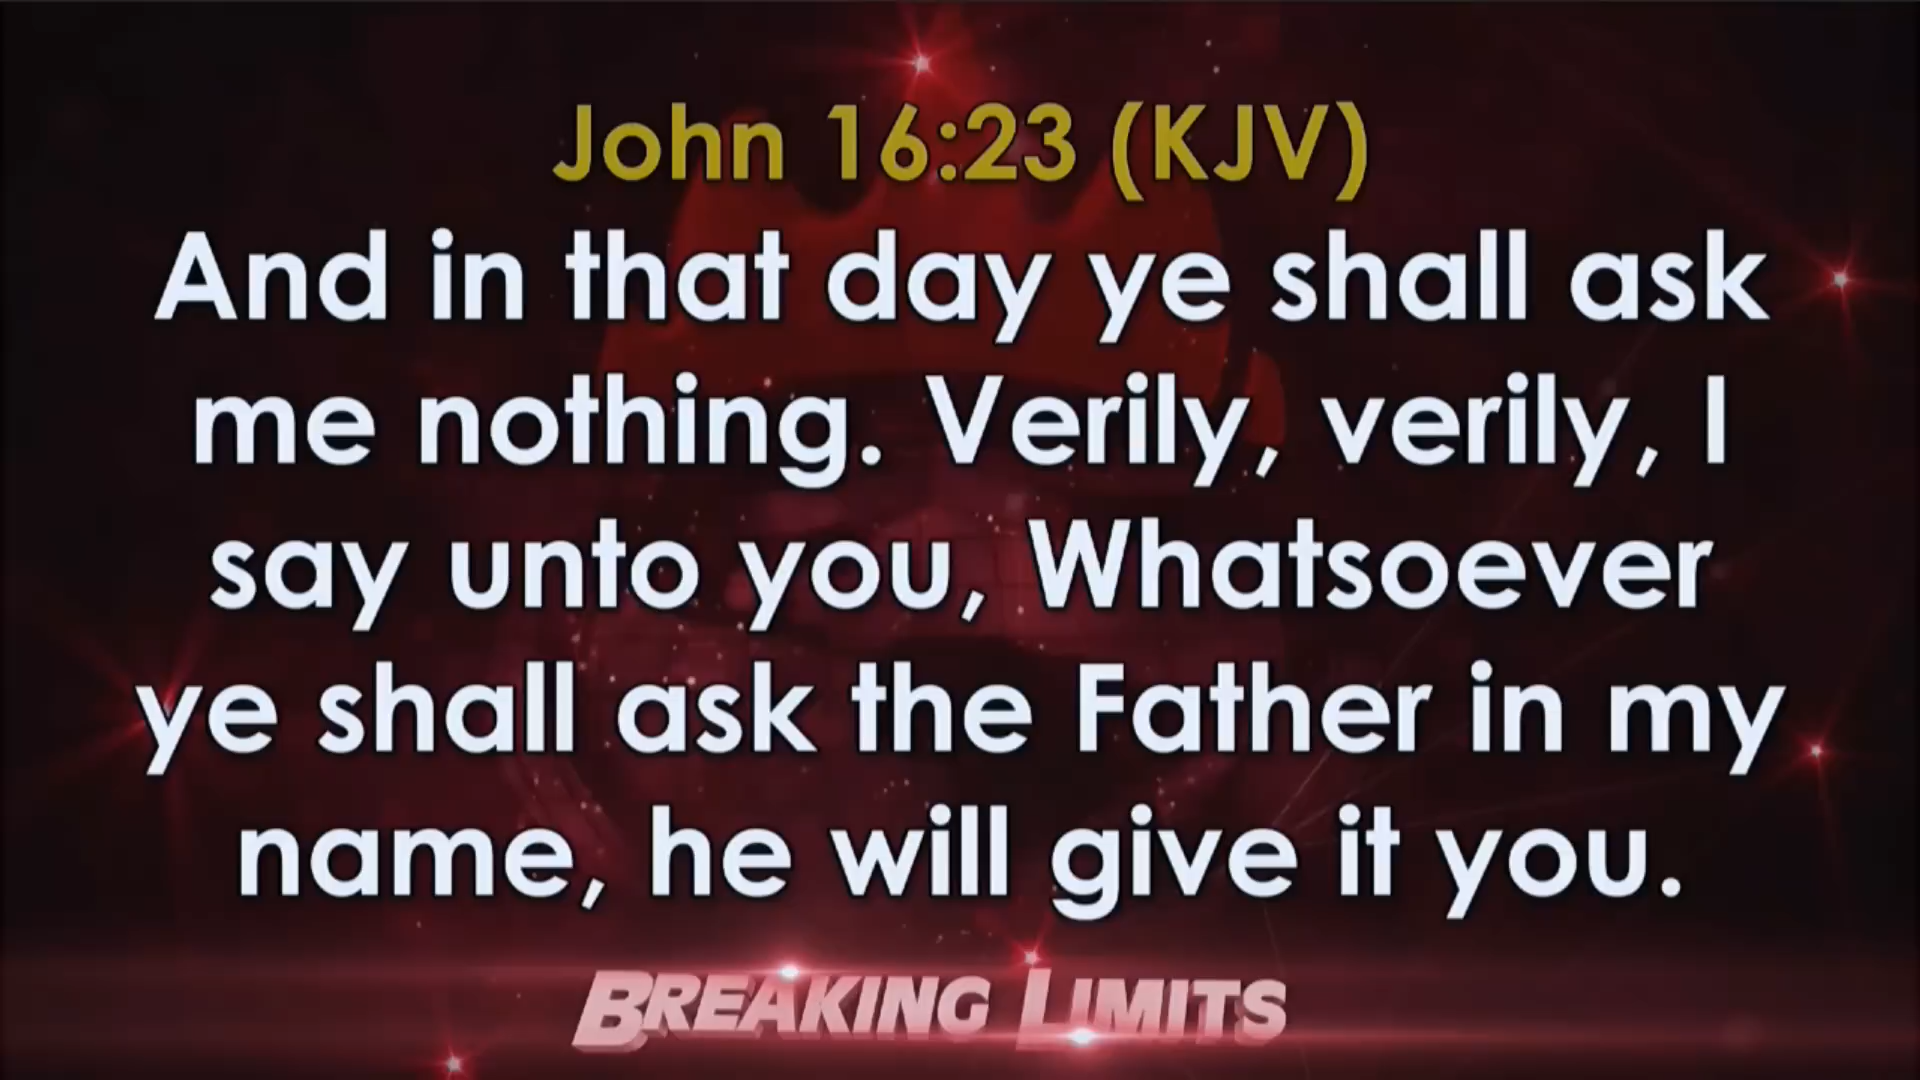 John 16:23 (KJV)
And in that day ye shall ask
me nothing. Verily, verily, I
say unto you, Whatsoever
ye shall ask the Father in my
name, he will give it you.
BREAKING LIMITS